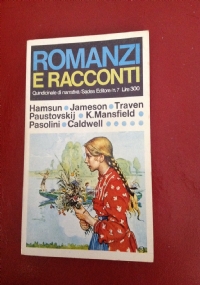 ROMANZI
E RACCONTI
Quindicinale di narrativa Sadea Editore n.7 Lire 300
Hamsun • Jameson • Traven
Paustovskij • K.Mansfield •
Pasolini • Caldwell • • • • •